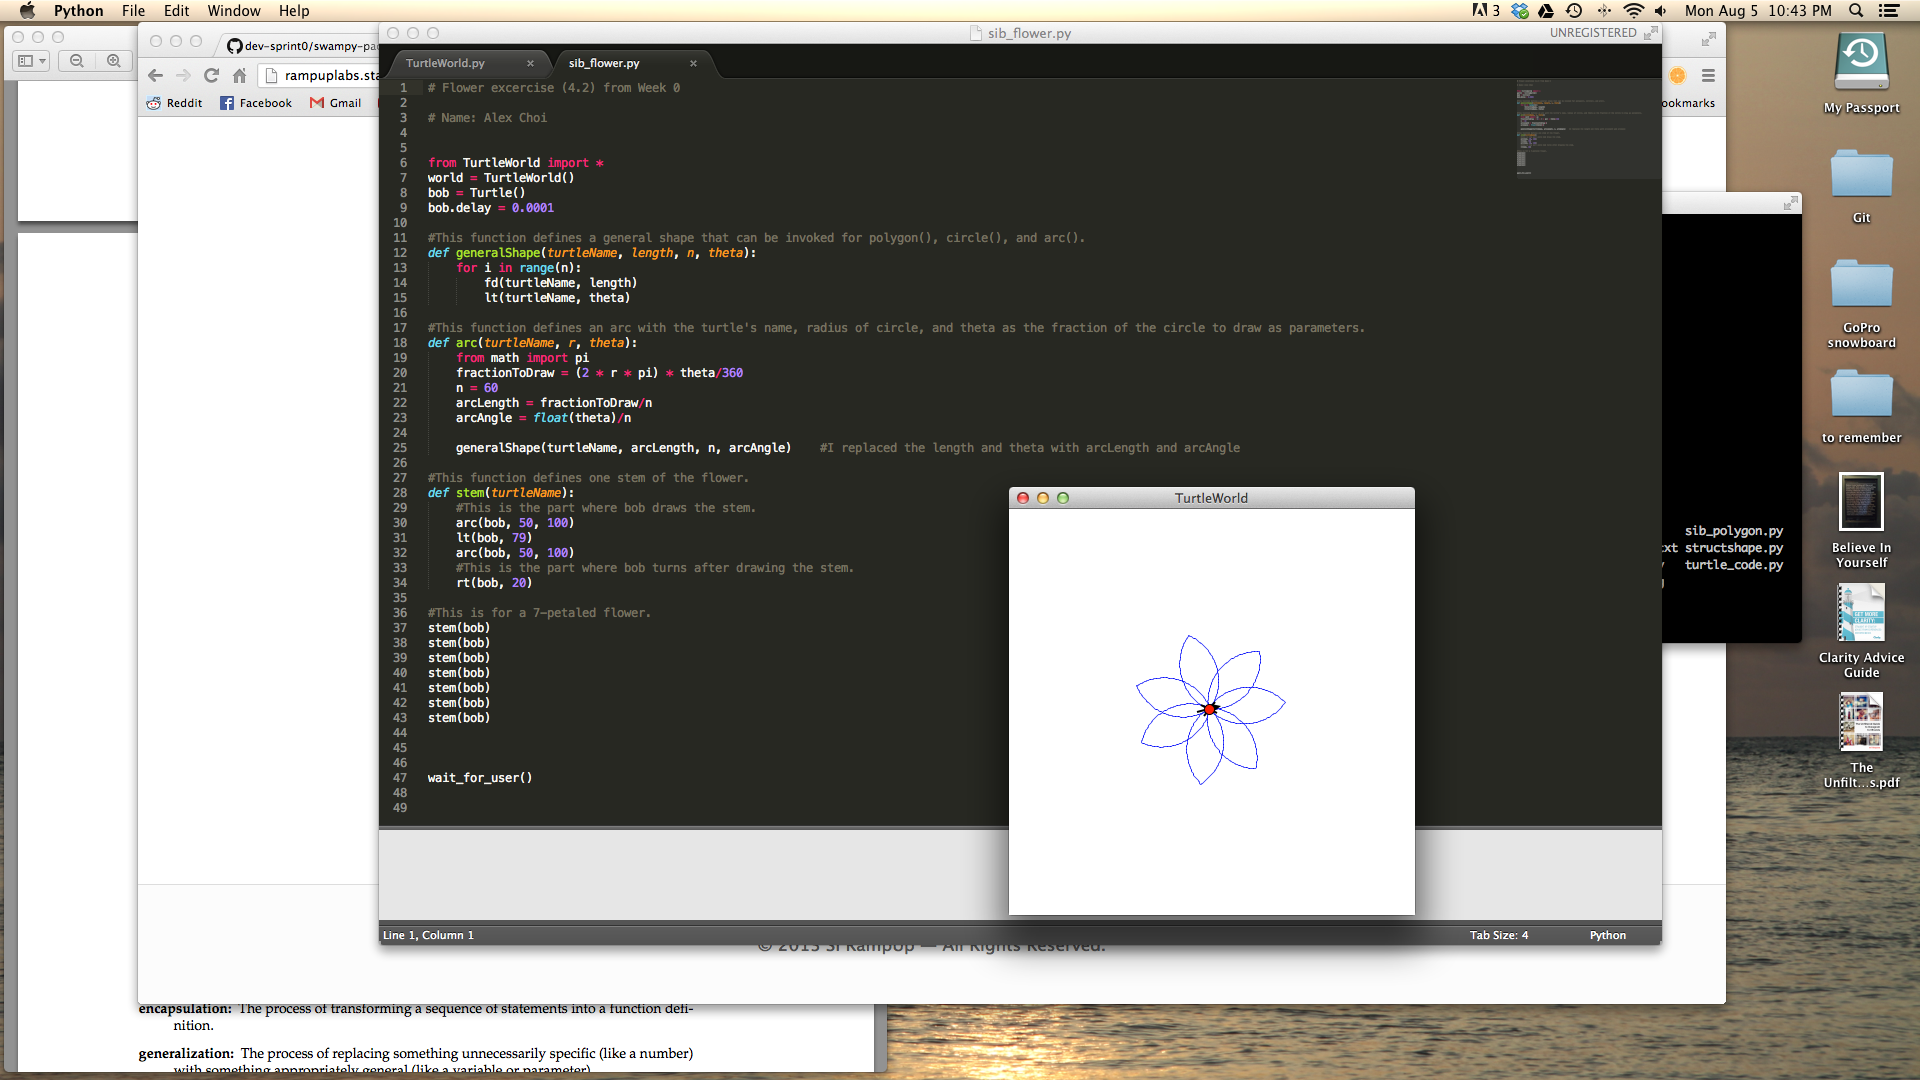 Python File Edit Window Help
3
Mon Aug 5 10:43 PM
dev-sprint0/swampy-pac
rampuplabs.sta
Reddit Facebook Gmail
ookmarks
sib_flower.py
UNREGISTERED
TurtleWorld.py × sib_flower.py ×
1 # Flower excercise (4.2) from Week 0
2
3 # Name: Alex Choi
4
5
6 from TurtleWorld import *
7 world = TurtleWorld()
8 bob = Turtle()
9 bob.delay = 0.0001
10
11 #This function defines a general shape that can be invoked for polygon(), circle(), and arc().
12 def generalShape(turtleName, length, n, theta):
13 for i in range(n):
14 fd(turtleName, length)
15 lt(turtleName, theta)
16
17 #This function defines an arc with the turtle's name, radius of circle, and theta as the fraction of the circle to draw as parameters.
18 def arc(turtleName, r, theta):
19 from math import pi
20 fractionToDraw = (2 * r * pi) * theta/360
21 n = 60
22 arcLength = fractionToDraw/n
23 arcAngle = float(theta)/n
24
25 generalShape(turtleName, arcLength, n, arcAngle) #I replaced the length and theta with arcLength and arcAngle
26
27 #This function defines one stem of the flower.
28 def stem(turtleName):
29 #This is the part where bob draws the stem.
30 arc(bob, 50, 100)
31 lt(bob, 79)
32 arc(bob, 50, 100)
33 #This is the part where bob turns after drawing the stem.
34 rt(bob, 20)
35
36 #This is for a 7-petaled flower.
37 stem(bob)
38 stem(bob)
39 stem(bob)
40 stem(bob)
41 stem(bob)
42 stem(bob)
43 stem(bob)
44
45
46
47 wait_for_user()
48
49
Line 1, Column 1
Tab Size: 4
Python
TurtleWorld
sib_polygon.py
xt structshape.py
turtle_code.py
My Passport
Git
GoPro
snowboard
to remember
Believe In
Yourself
GET MORE
CLARITY!
Clarity Advice
Guide
The
Unfilt...s.pdf
© 2013 SI RampUp — All Rights Reserved.
encapsulation: The process of transforming a sequence of statements into a function defi-
nition.
generalization: The process of replacing something unnecessarily specific (like a number)
with something appropriately general (like a variable or parameter)